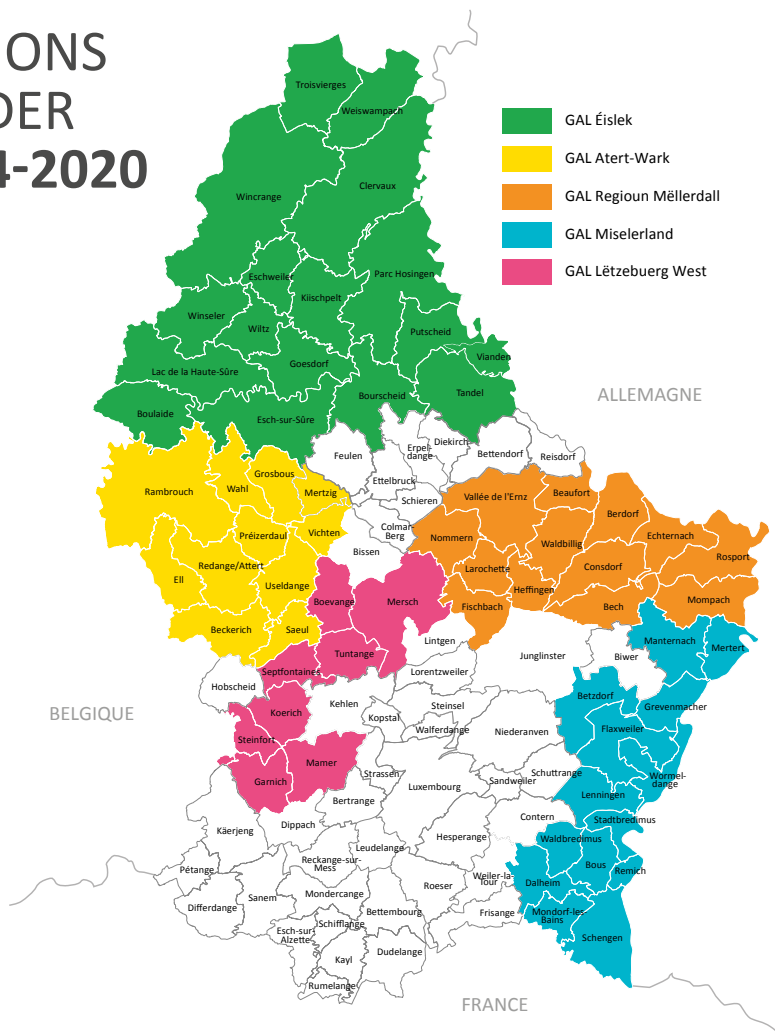 IONS
DER
4-2020
GAL Éislek
GAL Atert-Wark
GAL Regioun Mëllerdall
GAL Miselerland
GAL Lëtzebuerg West
Troisvierges
Weiswampach
Wincrange
Clervaux
Eschweiler
Parc Hosingen
Kiischpelt
Winseler
Wiltz
Putscheid
Vianden
Goesdorf
Lac de la Haute-Sûre
Tandel
Bourscheid
Boulaide
Esch-sur-Sûre
ALLEMAGNE
Diekirch
Erpel-
dange
Bettendorf
Reisdorf
Feulen
Ettelbruck
Schieren
Colmar-
Berg
Bissen
Grosbous
Wahl
Rambrouch
Mertzig
Vichten
Préizerdaul
Redange/Attert
Ell
Useldange
Beckerich
Saeul
Vallée de l'Ernz
Beaufort
Berdorf
Echternach
Nommern
Waldbillig
Consdorf
Rosport
Larochette
Heffingen
Fischbach
Bech
Mompach
Boevange
Mersch
Tuntange
Septfontaines
Lintgen
Junglinster
Biwer
Manternach
Mertert
Lorentzweiler
Hobscheid
Kehlen
Koerich
Steinfort
Kopstal
Steinsel
Walferdange
Niederanven
Betzdorf
Grevenmacher
Flaxweiler
BELGIQUE
Mamer
Garnich
Strassen
Bertrange
Luxembourg
Sandweiler
Schuttrange
Wormel-
dange
Lenningen
Stadtbredimus
Contern
Waldbredimus
Käerjeng
Dippach
Leudelange
Hesperange
Reckange-sur-
Mess
Bous
Remich
Pétange
Sanem
Mondercange
Roeser
Weiler-la-
Tour
Dalheim
Differdange
Bettembourg
Frisange
Mondorf-les-
Bains
Schengen
Esch-sur-
Alzette
Schifflange
Kayl
Dudelange
Rumelange
FRANCE